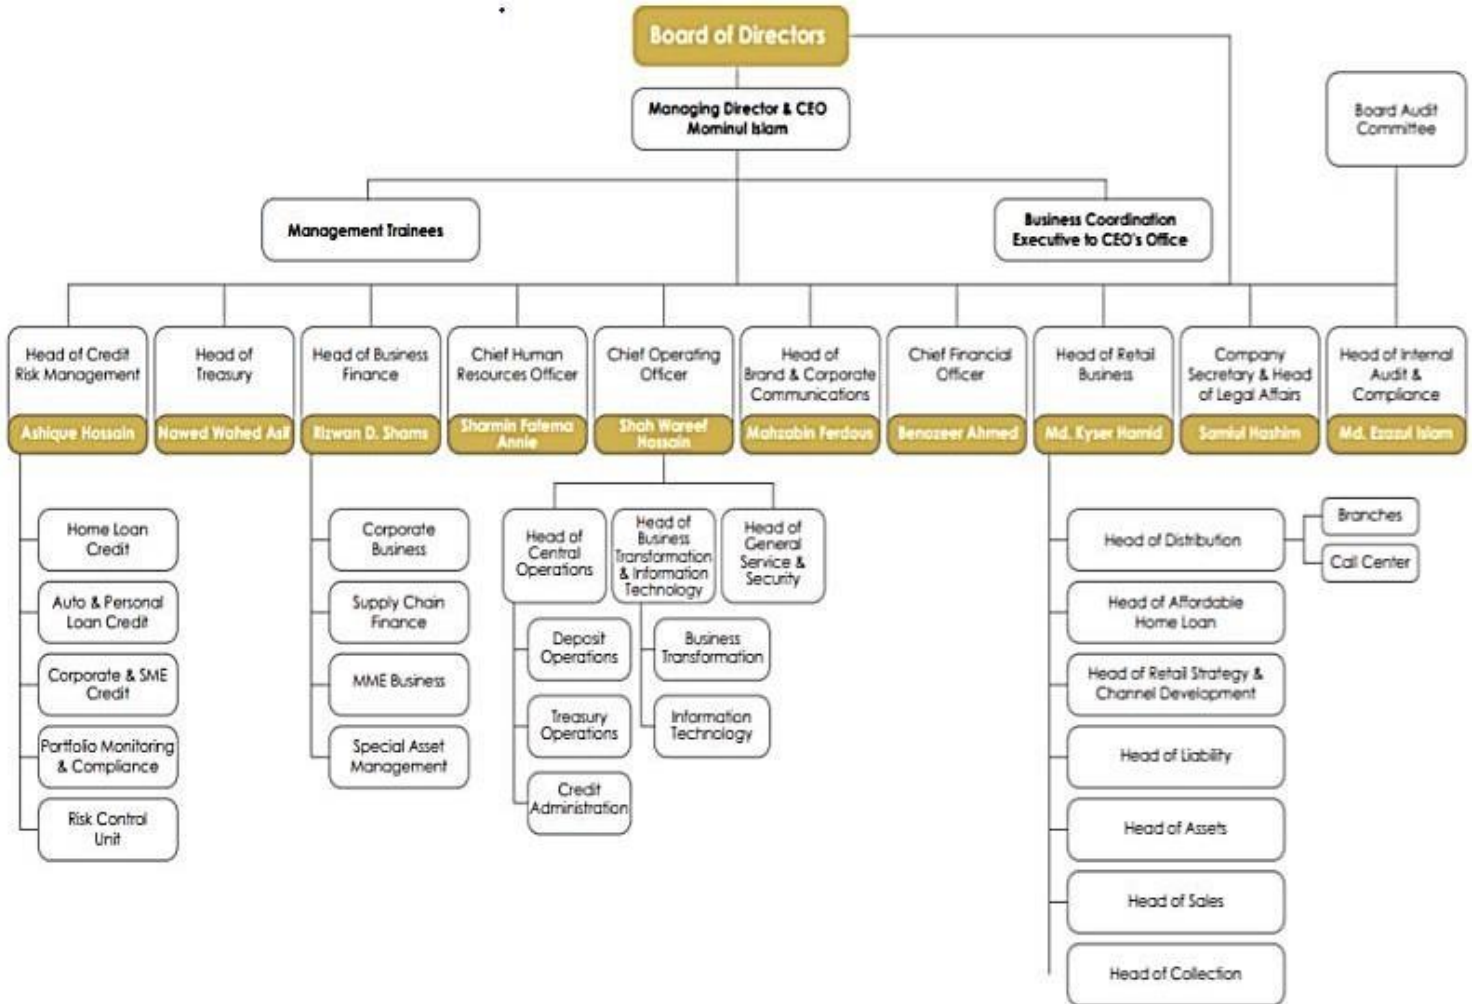 Board of Directors
Managing Director & CEO
Mominul Islam
Board Audit
Committee
Management Trainees
Business Coordination
Executive to CEO's Office
Head of Credit
Risk Management
Ashique Hossain
Head of
Treasury
Nawed Wahed Asif
Head of Business
Finance
Rizwan D. Shams
Chief Human
Resources Officer
Sharmin Fatema
Annie
Chief Operating
Officer
Shah Wareef
Hossain
Head of
Brand & Corporate
Communications
Mahzabin Ferdous
Chief Financial
Officer
Benazeer Ahmed
Head of Retail
Business
Md. Kyser Hamid
Company
Secretary & Head
of Legal Affairs
Samiul Hashim
Head of Internal
Audit &
Compliance
Md. Ezazul Islam
Home Loan
Credit
Auto & Personal
Loan Credit
Corporate & SME
Credit
Portfolio Monitoring
& Compliance
Risk Control
Unit
Corporate
Business
Supply Chain
Finance
MME Business
Special Asset
Management
Head of
Central
Operations
Deposit
Operations
Treasury
Operations
Credit
Administration
Head of
Business
Transformation
& Information
Technology
Business
Transformation
Information
Technology
Head of
General
Service &
Security
Head of Distribution
Branches
Call Center
Head of Affordable
Home Loan
Head of Retail Strategy &
Channel Development
Head of Liability
Head of Assets
Head of Sales
Head of Collection